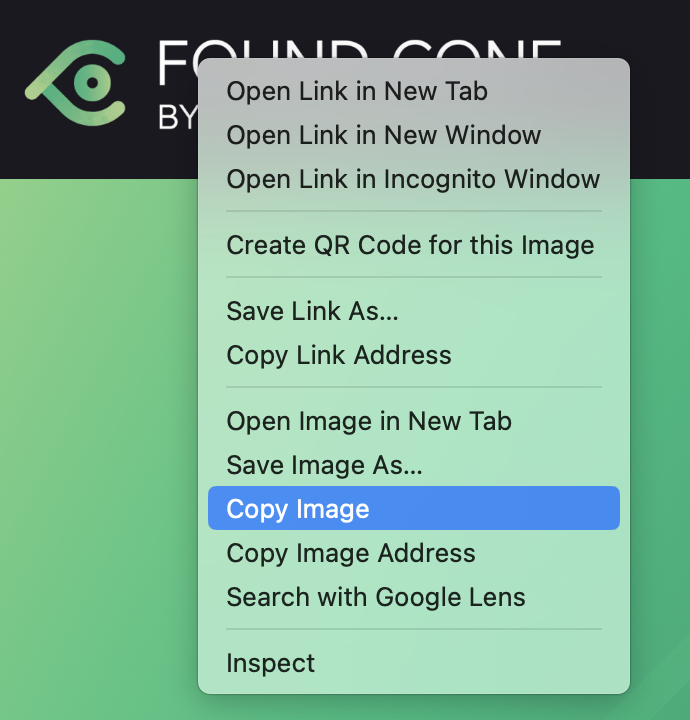 FOUND CONE
BY
Open Link in New Tab
Open Link in New Window
Open Link in Incognito Window
Create QR Code for this Image
Save Link As...
Copy Link Address
Open Image in New Tab
Save Image As...
Copy Image
Copy Image Address
Search with Google Lens
Inspect